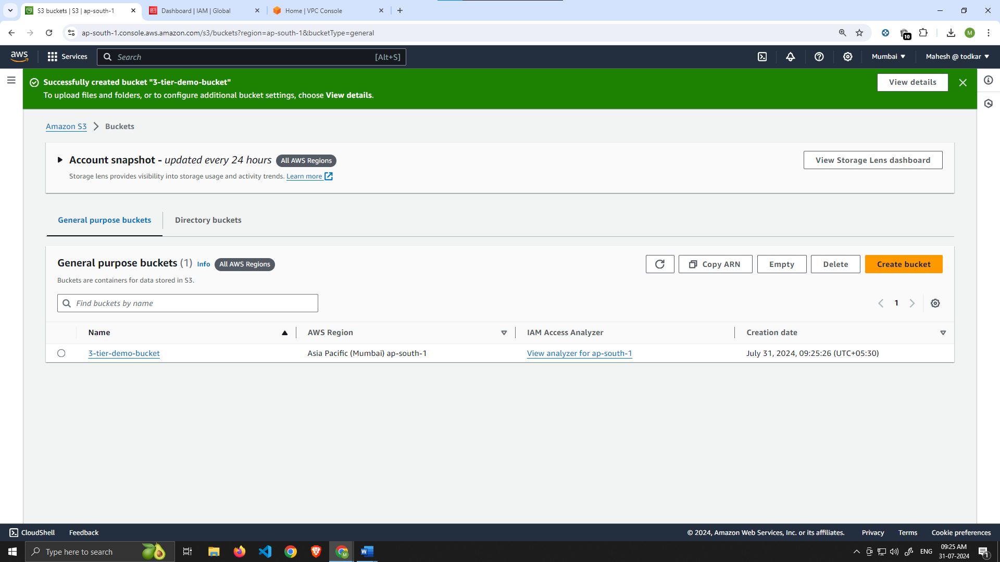 S3 buckets | S3 | ap-south-1
Dashboard | IAM | Global
Home | VPC Console
ap-south-1.console.aws.amazon.com/s3/buckets?region=ap-south-1&bucketType=general
10
M
aws
Services
Search
[Alt+S]
Mumbai
Mahesh @ todkar
Successfully created bucket "3-tier-demo-bucket"
To upload files and folders, or to configure additional bucket settings, choose View details.
View details
Amazon S3
Buckets
Account snapshot - updated every 24 hours
All AWS Regions
View Storage Lens dashboard
Storage lens provides visibility into storage usage and activity trends. Learn more
General purpose buckets
Directory buckets
General purpose buckets (1)
Info
All AWS Regions
Copy ARN
Empty
Delete
Create bucket
Buckets are containers for data stored in S3.
Find buckets by name
1
Name
AWS Region
IAM Access Analyzer
Creation date
3-tier-demo-bucket
Asia Pacific (Mumbai) ap-south-1
View analyzer for ap-south-1
July 31, 2024, 09:25:26 (UTC+05:30)
CloudShell
Feedback
© 2024, Amazon Web Services, Inc. or its affiliates.
Privacy
Terms
Cookie preferences
Type here to search
M
W
ENG
09:25 AM
31-07-2024
1